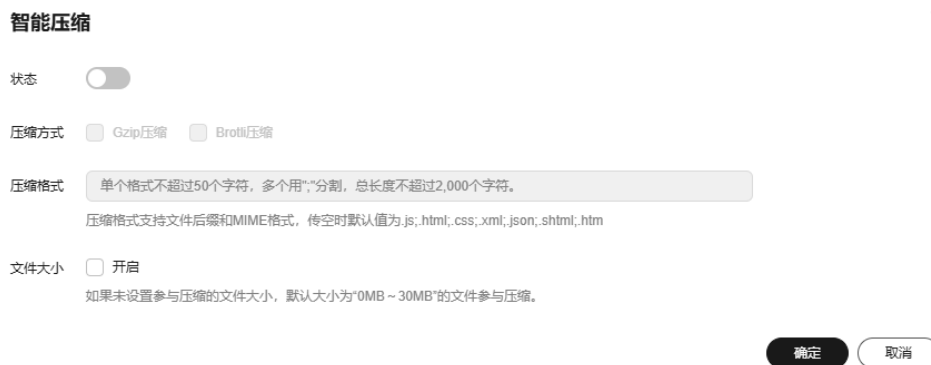 智能压缩
状态
压缩方式 Gzip压缩 Brotli压缩
压缩格式 单个格式不超过50个字符，多个用";"分割，总长度不超过2,000个字符。
压缩格式支持文件后缀和MIME格式，传空时默认值为.js;.html;.css;.xml;.json;.shtml;.htm
文件大小 开启
如果未设置参与压缩的文件大小，默认大小为“0MB～30MB”的文件参与压缩。
确定 取消